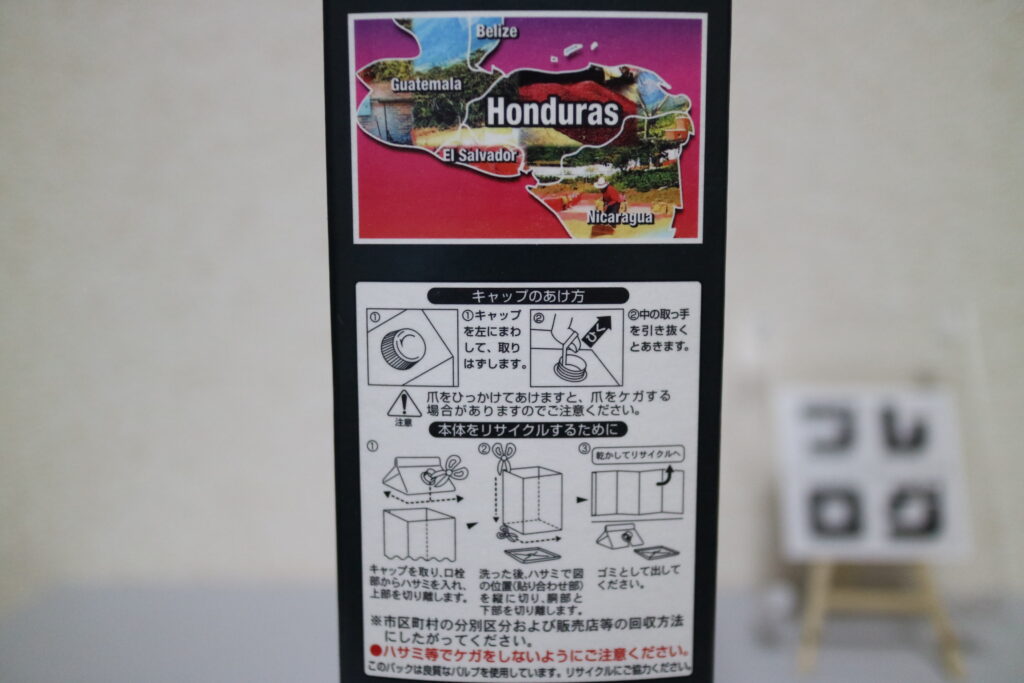 Belize
Guatemala
Honduras
El Salvador
Nicaragua
キャップのあけ方
①
①キャップ
を左にまわ
して、取り
はずします。
②
ひく
②中の取っ手
を引き抜く
とあきます。
注意
爪をひっかけてあけますと、爪をケガする
場合がありますのでご注意ください。
本体をリサイクルするために
①
②
③
乾かしてリサイクルへ
キャップを取り、口栓
部からハサミを入れ、
上部を切り離します。
洗った後、ハサミで図
の位置(貼り合わせ部)
を縦に切り、胴部と
下部を切り離します。
ゴミとして出して
ください。
※市区町村の分別区分および販売店等の回収方法
にしたがってください。
●ハサミ等でケガをしないようにご注意ください。
このパックは良質なパルプを使用しています。リサイクルにご協力ください。
フレ
ログ